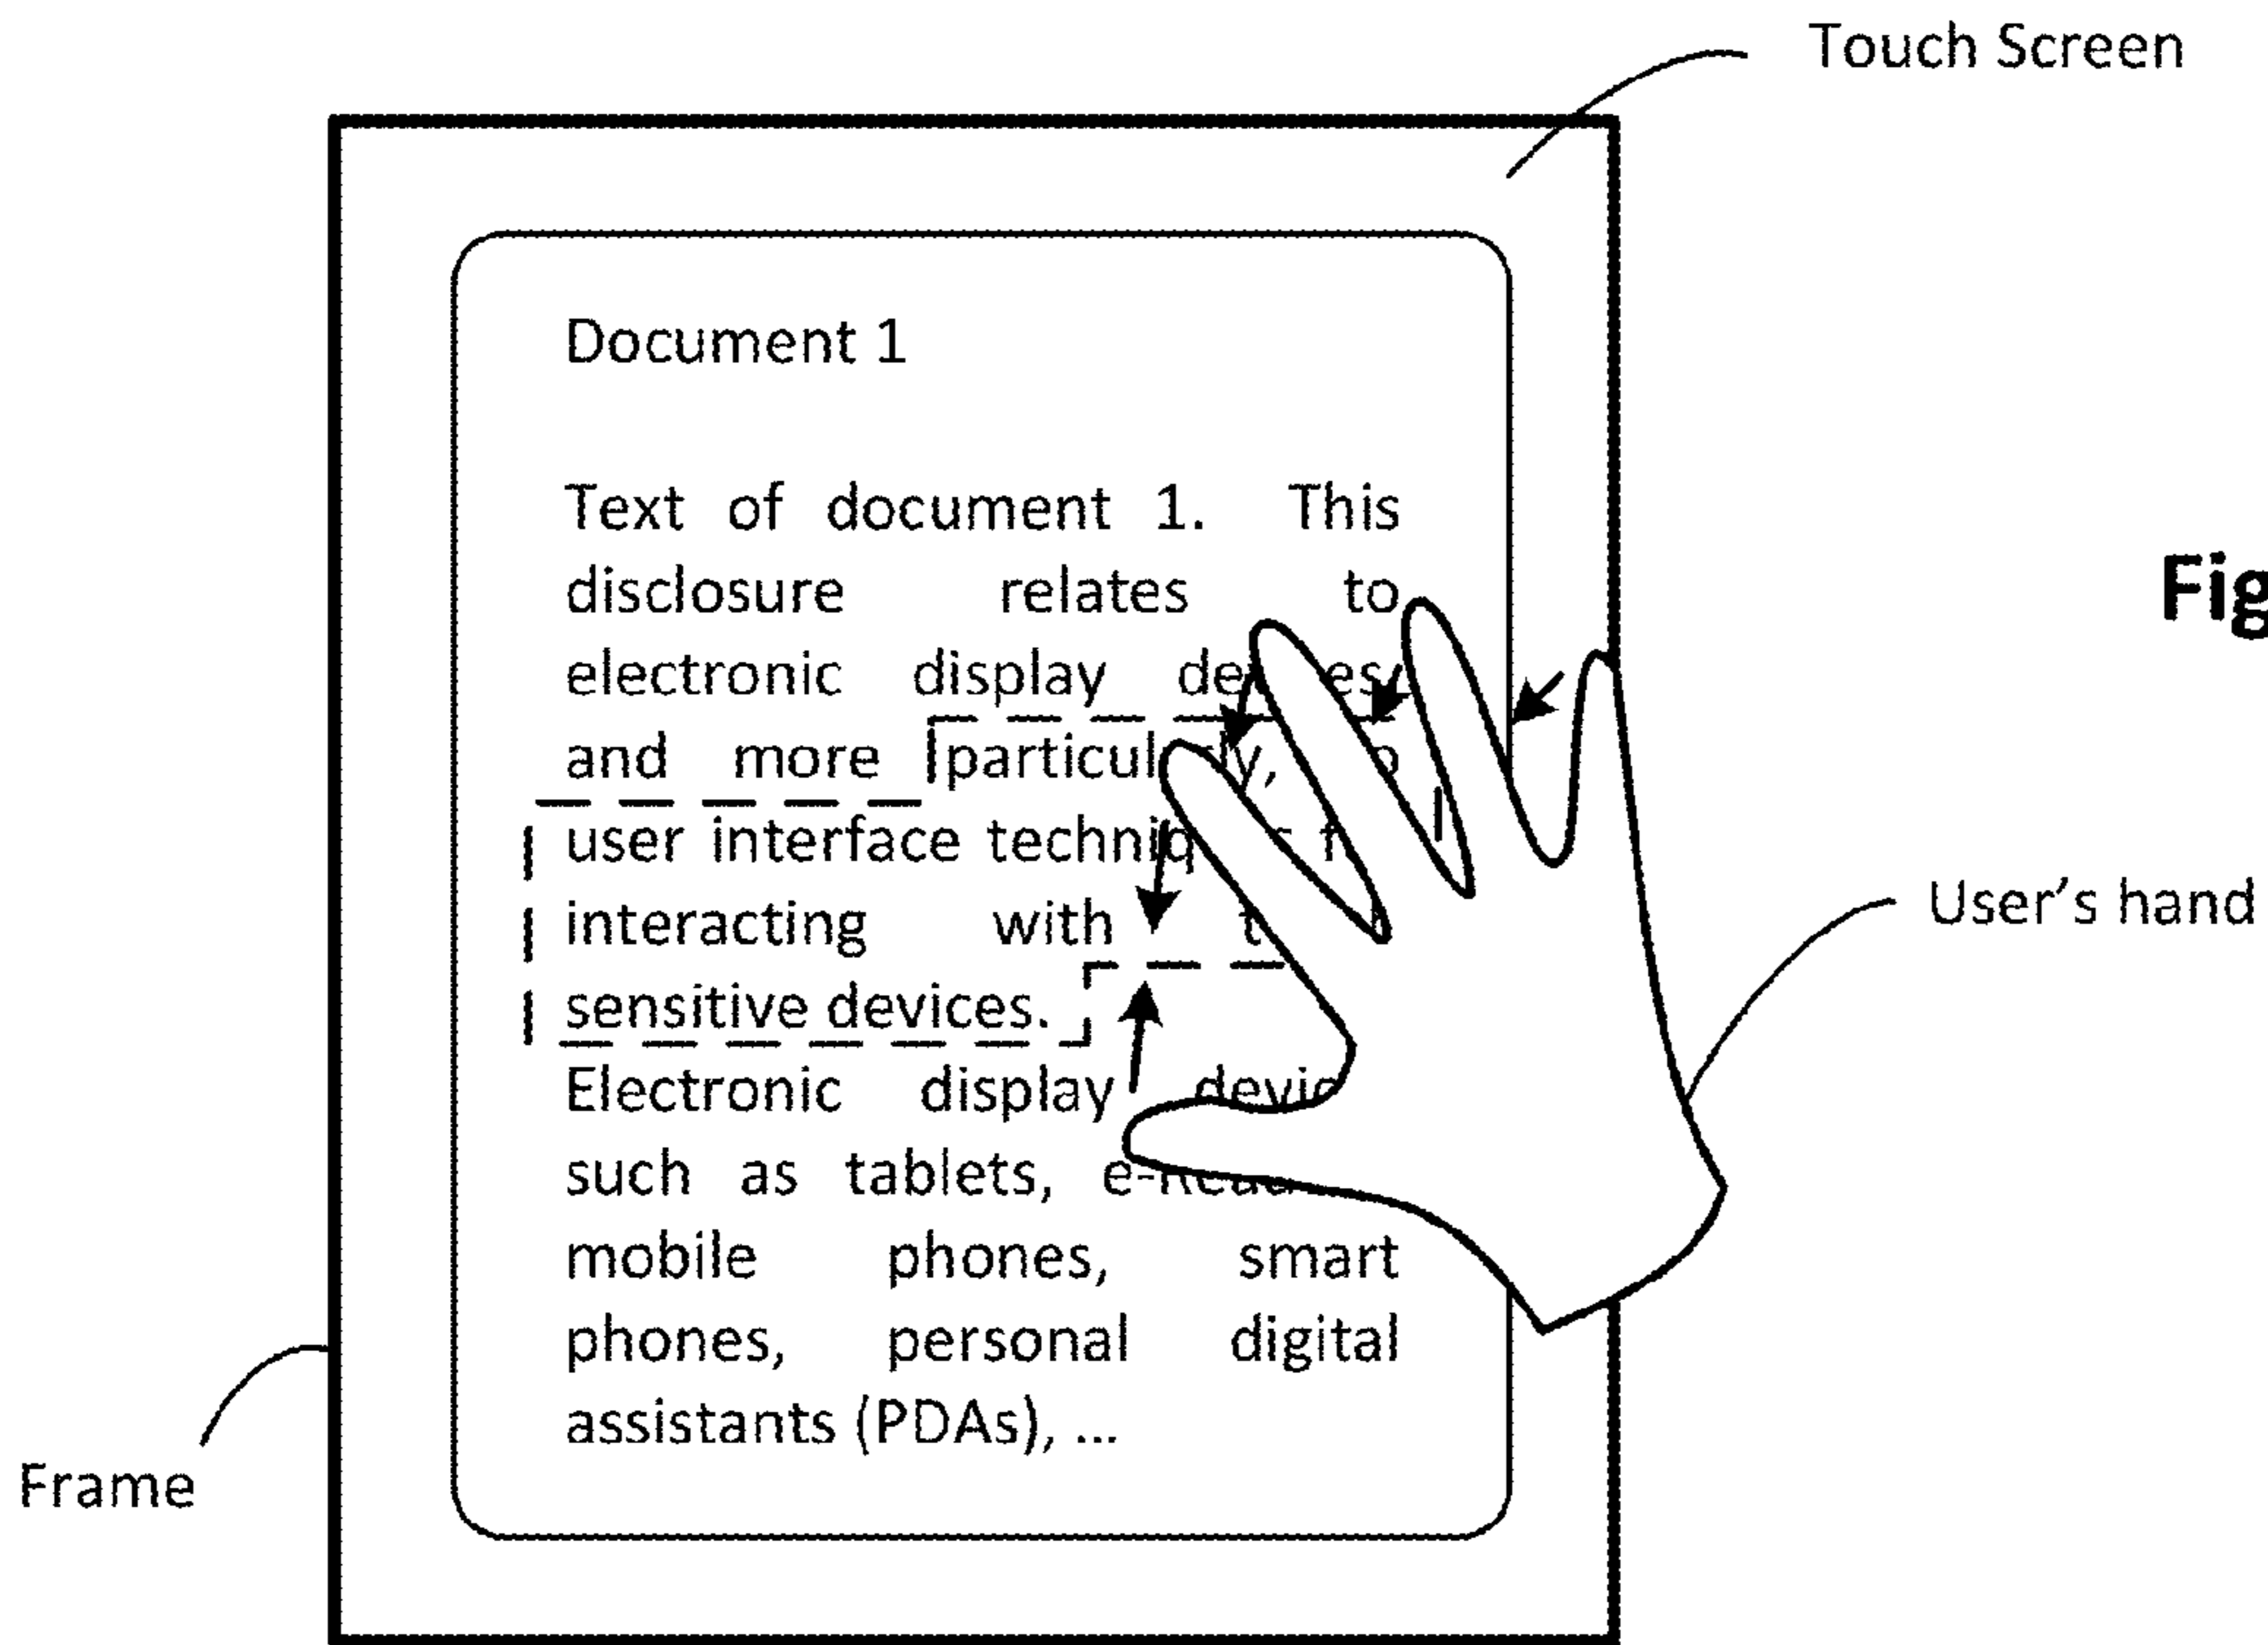 Touch Screen
Document 1
Text of document 1. This
disclosure relates to
electronic display
and more
user interface
interacting with
sensitive devices.
Electronic display
such as tablets,
mobile phones, smart
phones, personal digital
assistants (PDAs), ...
Fig
User's hand
Frame